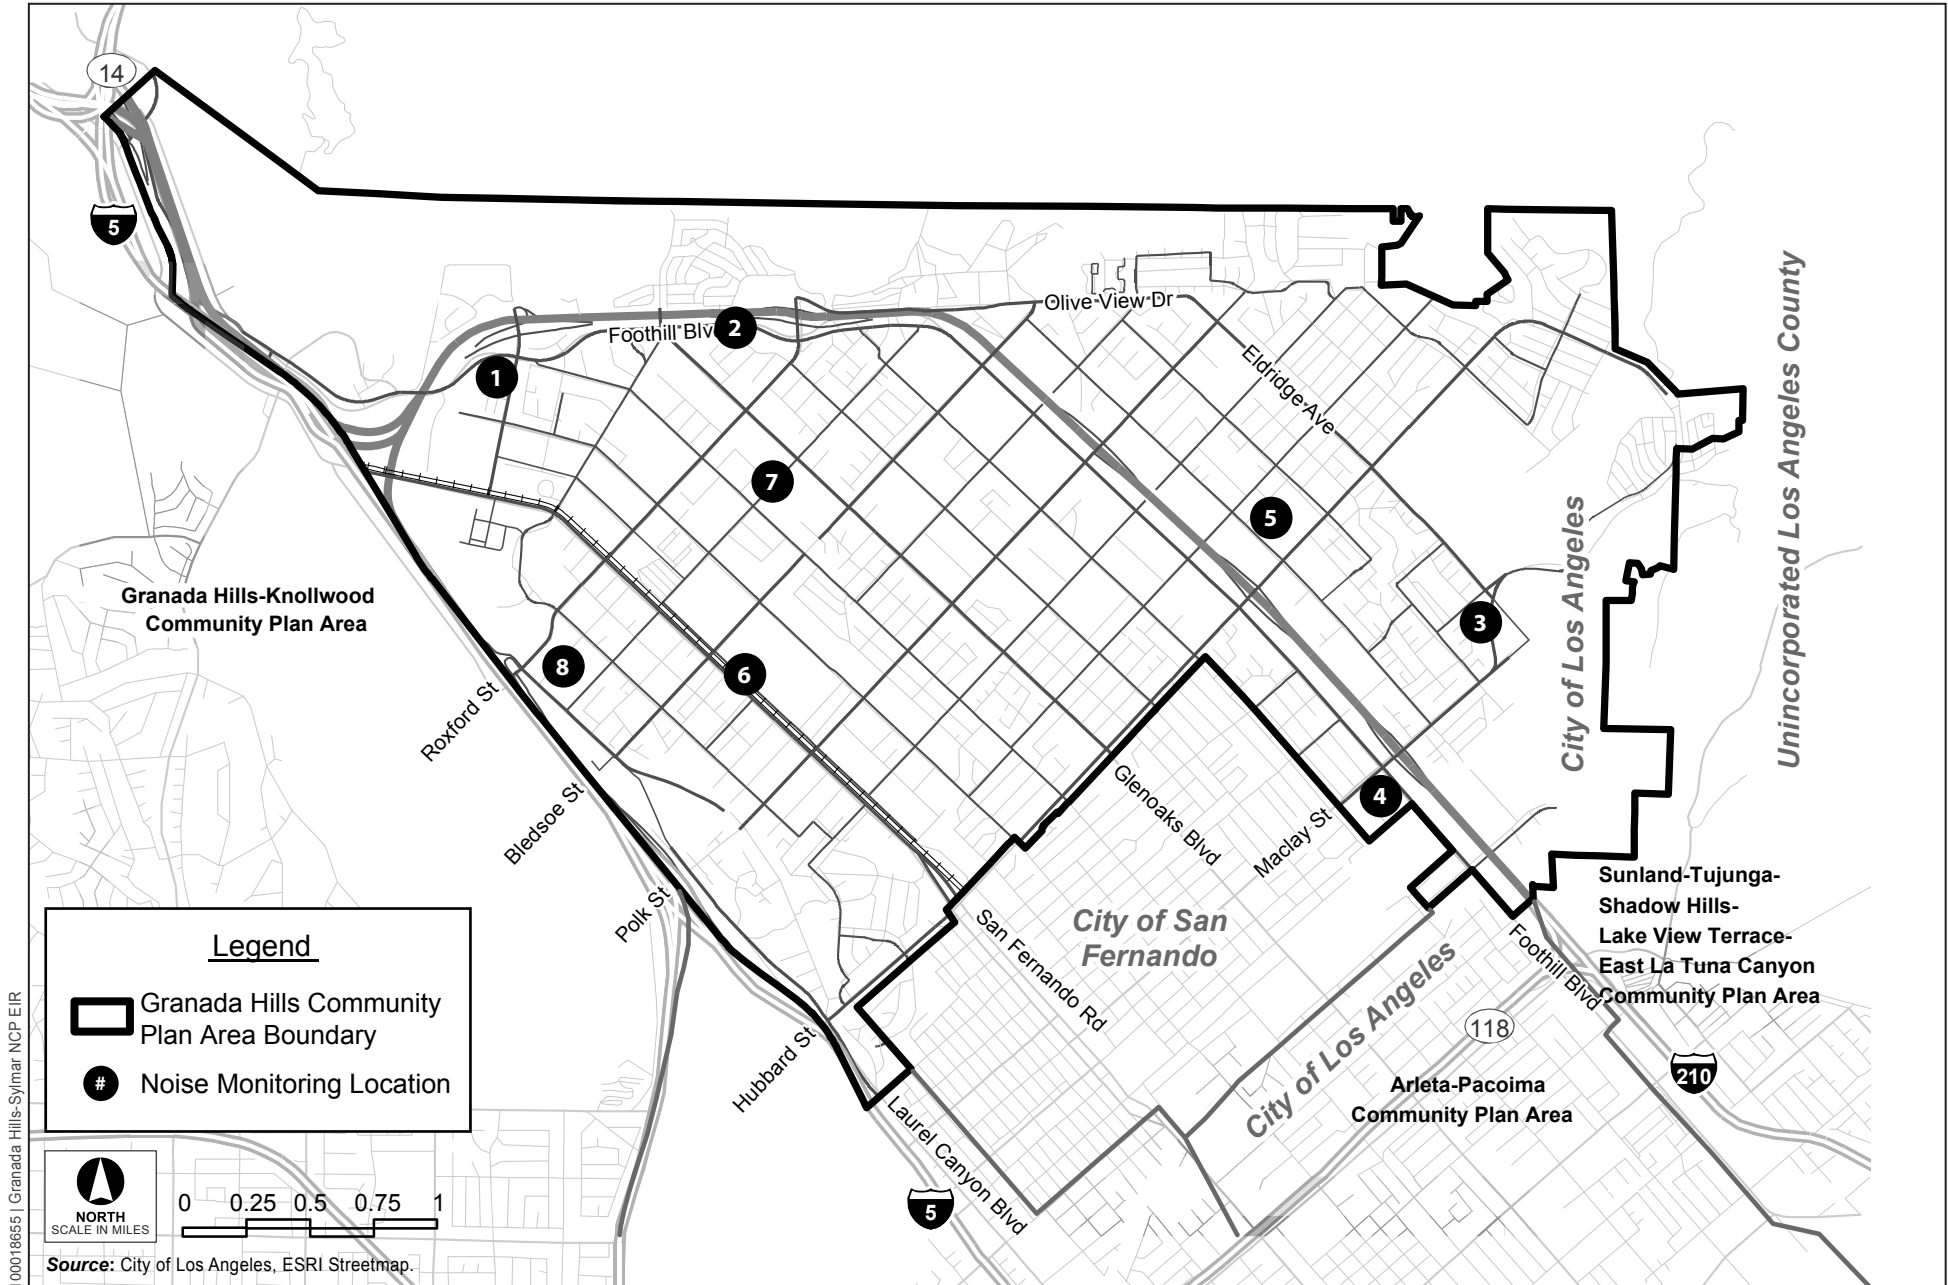 14
5
Olive View Dr
Foothill Blv
2
1
Eldridge Ave
7
5
3
Granada Hills-Knollwood
Community Plan Area
8
6
4
City of Los Angeles
Unincorporated Los Angeles County
Roxford St
Bledsoe St
Polk St
Hubbard St
Glenoaks Blvd
Maclay St
San Fernando Rd
City of San
Fernando
City of Los Angeles
Foothill Blvd
Sunland-Tujunga-
Shadow Hills-
Lake View Terrace-
East La Tuna Canyon
Community Plan Area
118
210
Arleta-Pacoima
Community Plan Area
Laurel Canyon Blvd
5
Legend
Granada Hills Community
Plan Area Boundary
# Noise Monitoring Location
NORTH
SCALE IN MILES
0 0.25 0.5 0.75 1
Source: City of Los Angeles, ESRI Streetmap.
100018655 | Granada Hills-Sylmar NCP EIR